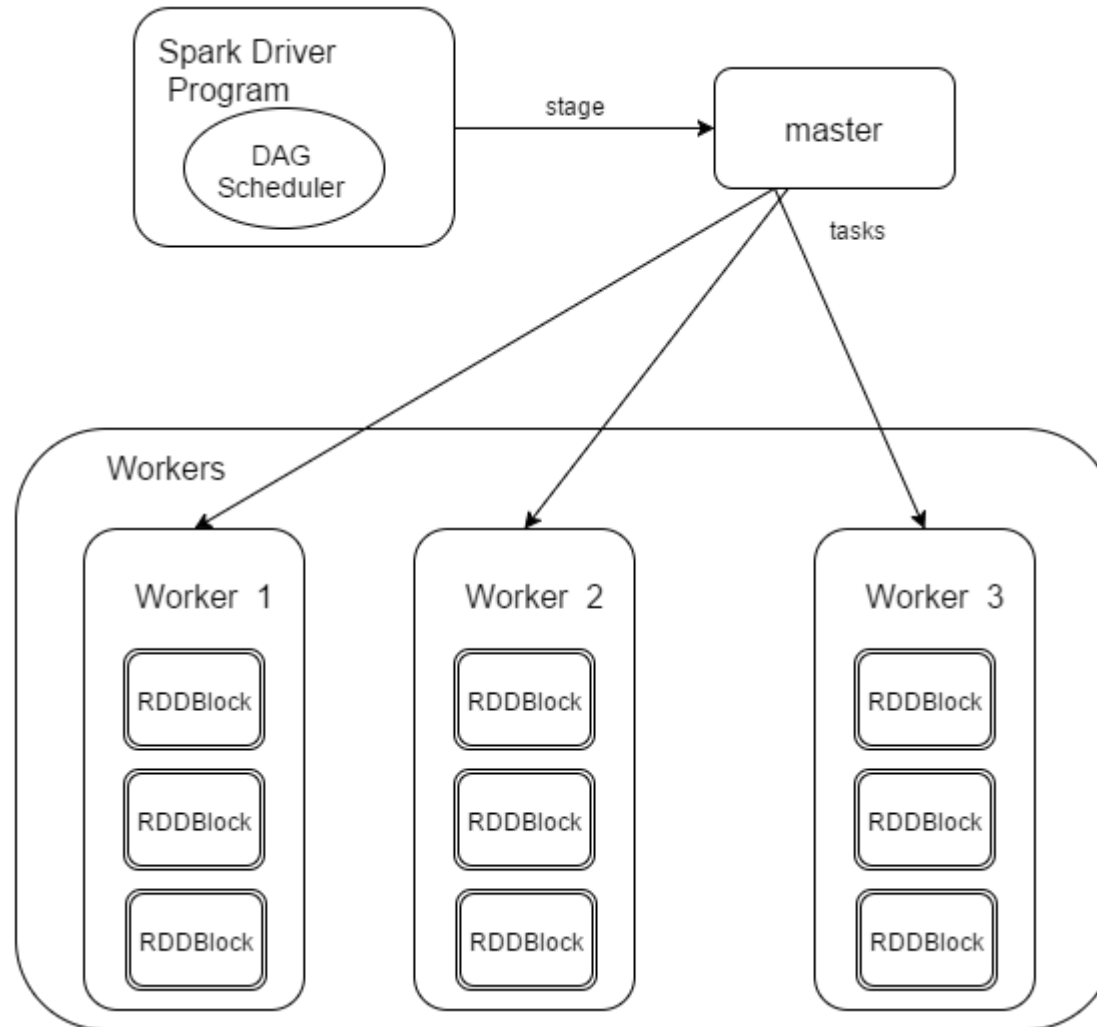 Spark Driver
Program
DAG
Scheduler
stage
master
tasks
Workers
Worker 1
Worker 2
Worker 3
RDDBlock
RDDBlock
RDDBlock
RDDBlock
RDDBlock
RDDBlock
RDDBlock
RDDBlock
RDDBlock